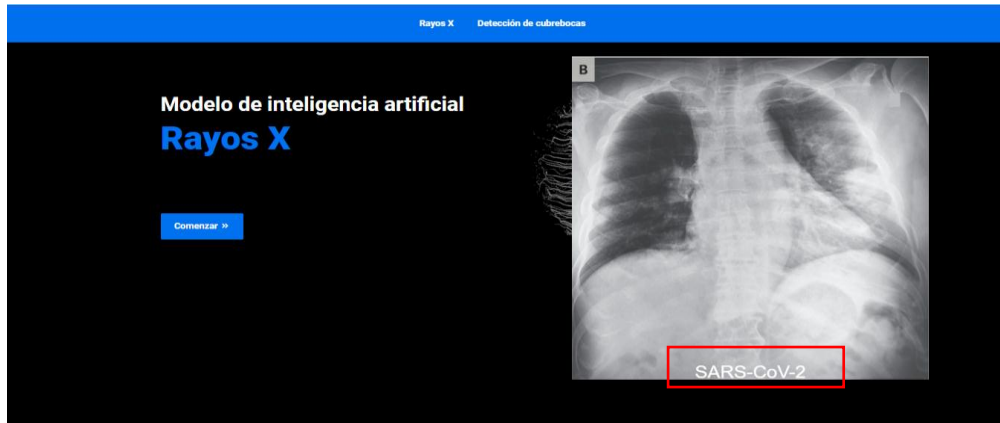 Rayos X
Detección de cubrebocas
Modelo de inteligencia artificial
Rayos X
Comenzar »
B
SARS-CoV-2